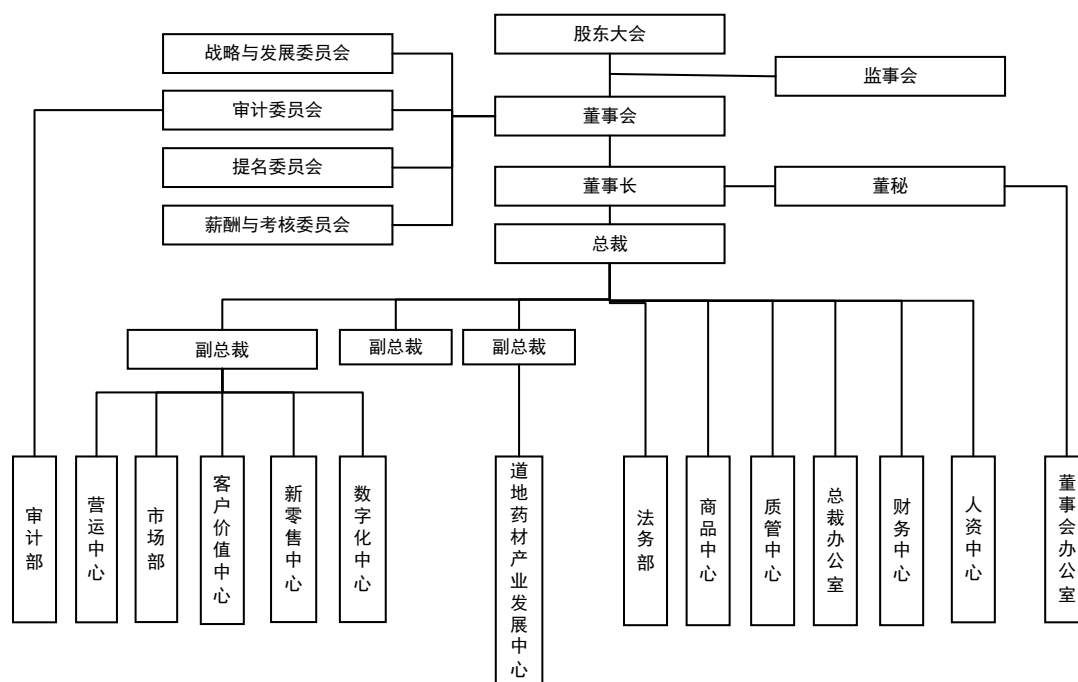 股东大会
战略与发展委员会
监事会
审计委员会
董事会
提名委员会
董事长
董秘
薪酬与考核委员会
总裁
副总裁
副总裁
副总裁
审计部
营运中心
市场部
客户价值中心
新零售中心
数字化中心
道地药材产业发展中心
法务部
商品中心
质管中心
总裁办公室
财务中心
人资中心
董事会办公室